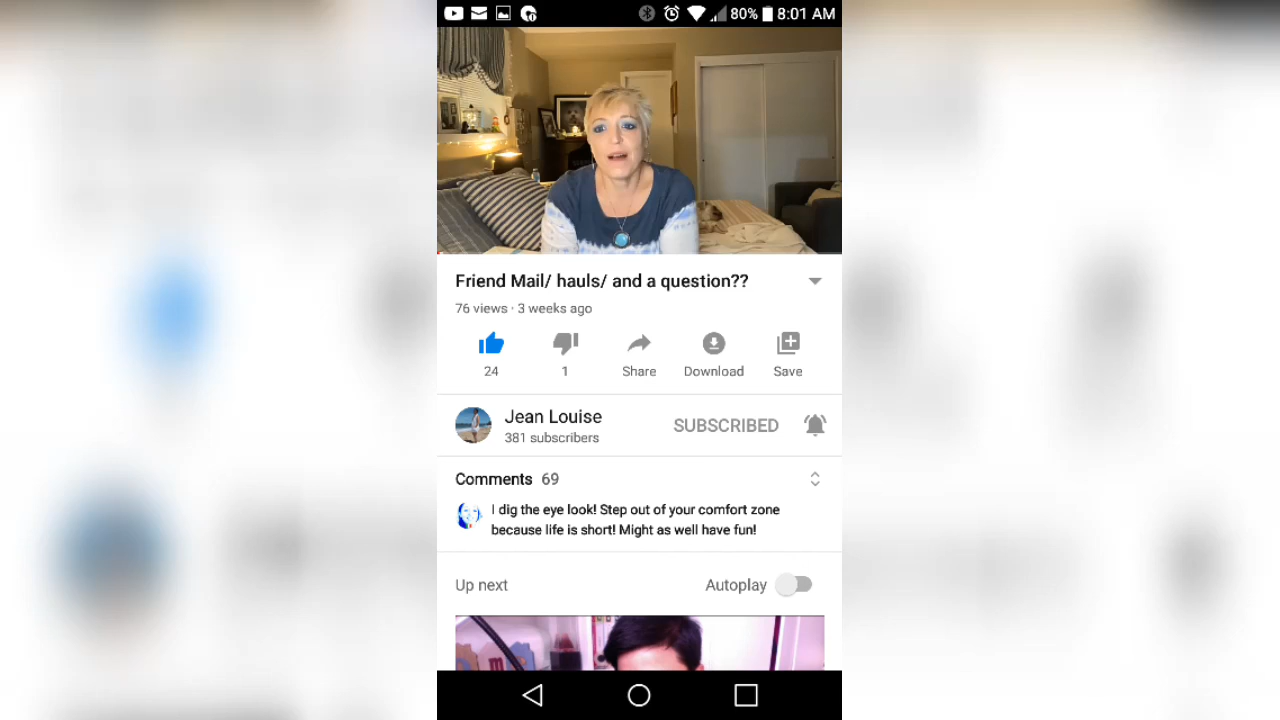 80% 8:01 AM
Friend Mail/ hauls/ and a question??
76 views · 3 weeks ago
24 1 Share Download Save
Jean Louise SUBSCRIBED
381 subscribers
Comments 69
I dig the eye look! Step out of your comfort zone
because life is short! Might as well have fun!
Up next Autoplay